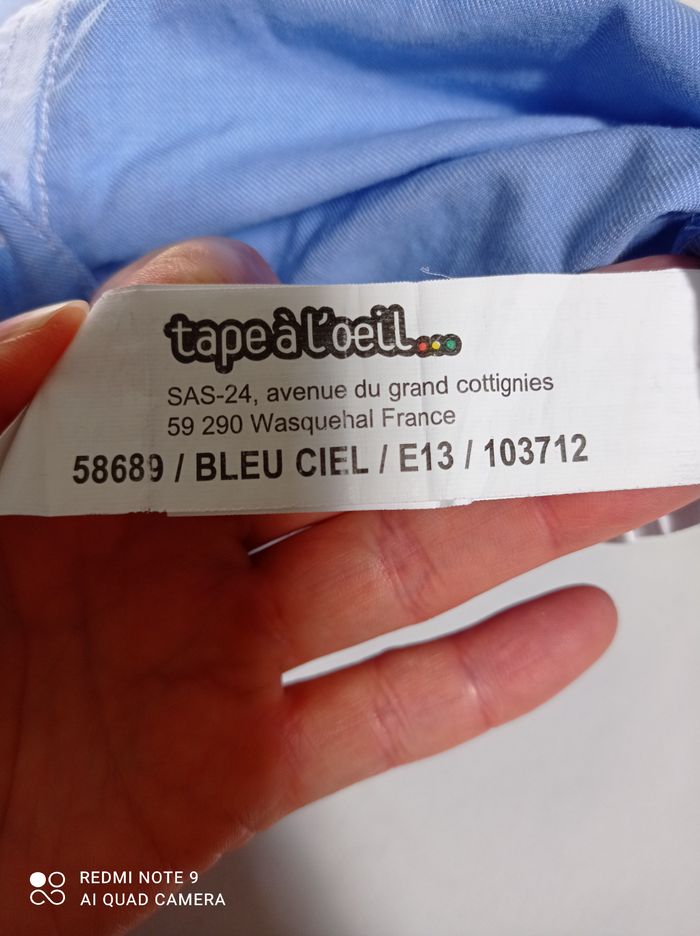 tape à l'oeil...
SAS-24, avenue du grand cottignies
59 290 Wasquehal France
58689 / BLEU CIEL / E13 / 103712
REDMI NOTE 9
AI QUAD CAMERA